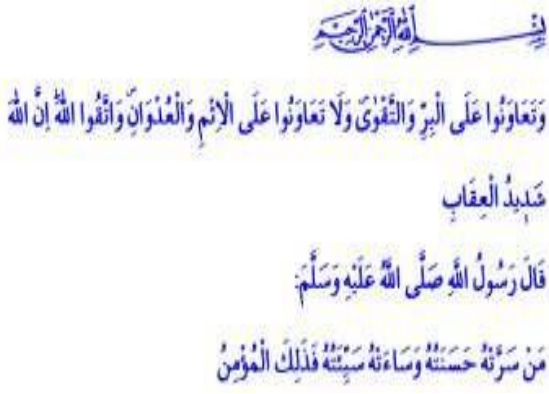 بِسْمِ اللهِ الرَّحْمٰنِ الرَّحِيمِ
وَتَعَاوَنُوا عَلَى الْبِرِّ وَالتَّقْوٰىۖ وَلَا تَعَاوَنُوا عَلَى الْاِثْمِ وَالْعُدْوَانِۖ وَاتَّقُوا اللّٰهَۜ اِنَّ اللّٰهَ
شَدٖيدُ الْعِقَابِ
قَالَ رَسُولُ اللَّهِ صَلَّى اللَّهُ عَلَيْهِ وَسَلَّمَ:
مَنْ سَرَّتْهُ حَسَنَتُهُ وَسَاءَتْهُ سَيِّئَتُهُ فَذَلِكَ الْمُؤْمِنُ